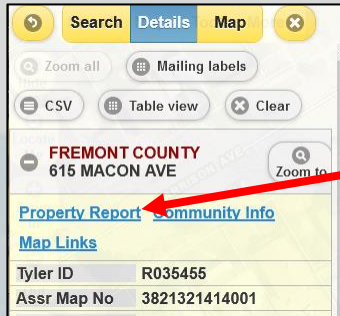 Search Details Map
Zoom all Mailing labels
CSV Table view Clear
FREMONT COUNTY
615 MACON AVE
Zoom to
Property Report Community Info
Map Links
Tyler ID R035455
Assr Map No 3821321414001